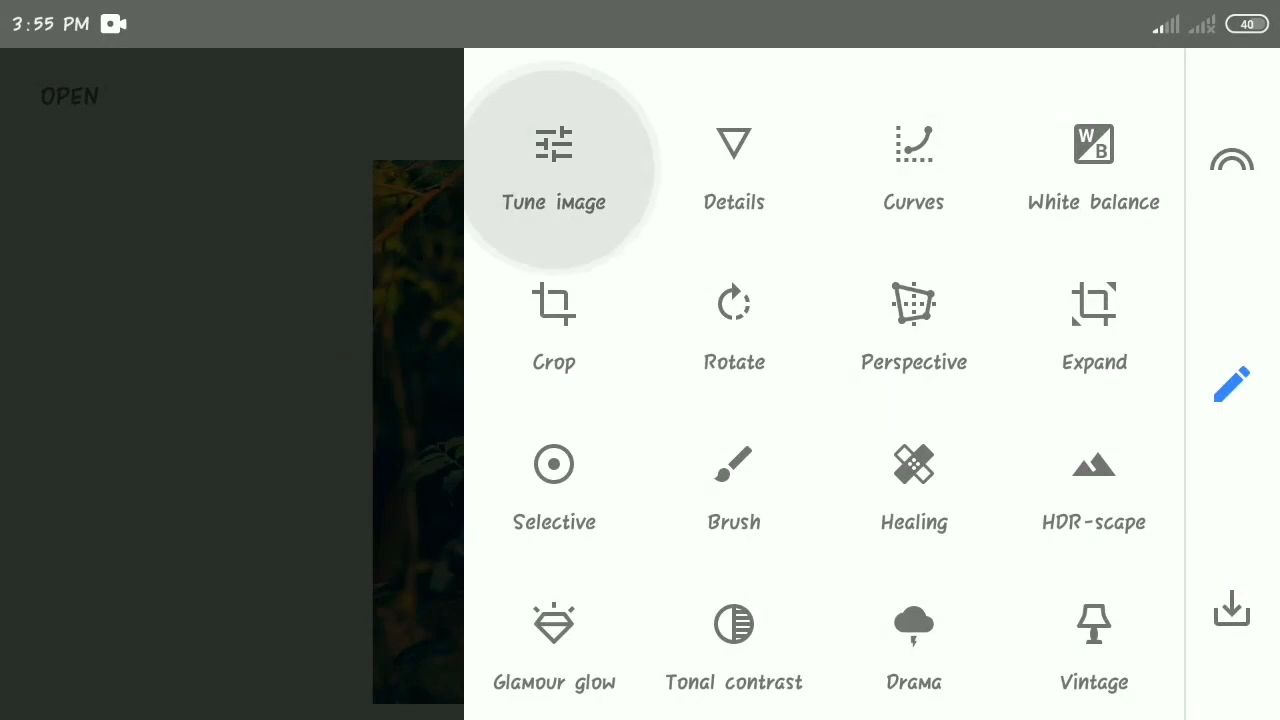 3:55 PM
40
OPEN
Tune image
Details
Curves
WB
White balance
Crop
Rotate
Perspective
Expand
Selective
Brush
Healing
HDR-scape
Glamour glow
Tonal contrast
Drama
Vintage